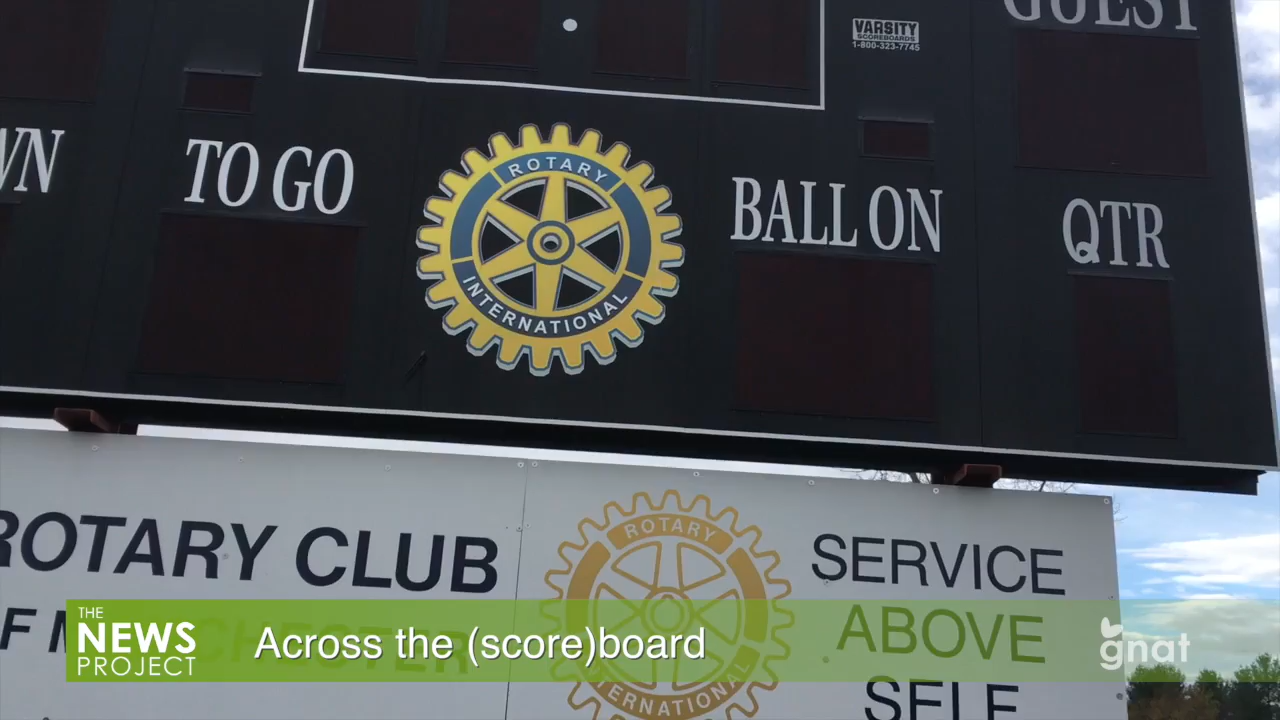 GUEST
VARSITY
SCOREBOARDS
1-800-323-7745
TO GO
BALL ON
QTR
ROTARY
INTERNATIONAL
ROTARY CLUB
ROTARY
INTERNATIONAL
SERVICE
ABOVE
SELF
THE
NEWS
PROJECT
Across the (score)board
gnat